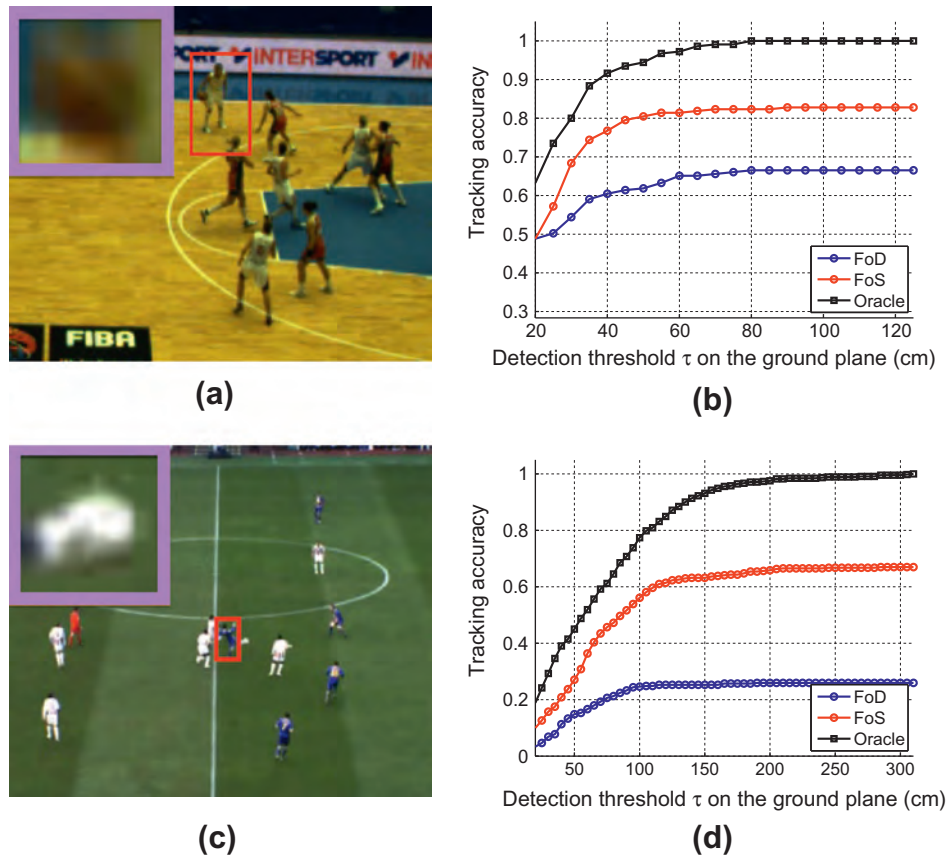 SPORT INTERSPORT IN
FIBA
(a)
1
0.9
0.8
0.7
0.6
0.5
0.4
0.3
20 40 60 80 100 120
Tracking accuracy
FoD
FoS
Oracle
Detection threshold τ on the ground plane (cm)
(b)
(c)
1
0.8
0.6
0.4
0.2
0
50 100 150 200 250 300
Tracking accuracy
FoD
FoS
Oracle
Detection threshold τ on the ground plane (cm)
(d)